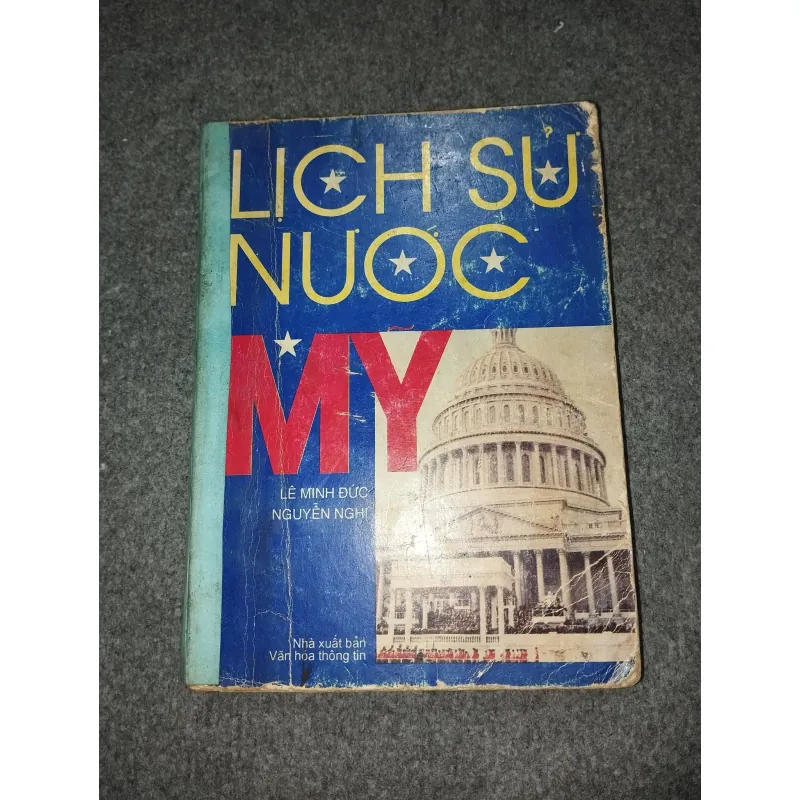 LỊCH SỬ
NƯỚC
MỸ
LÊ MINH ĐỨC
NGUYỄN NGHỊ
Nhà xuất bản
Văn hóa thông tin